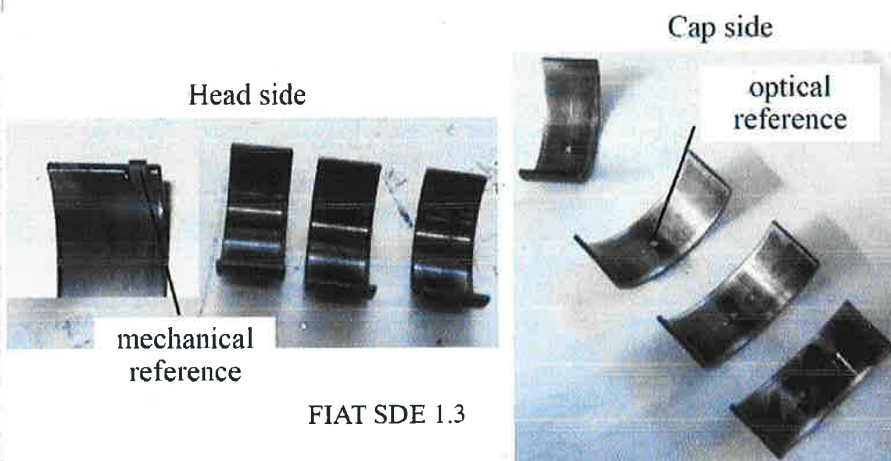 Head side
mechanical
reference
FIAT SDE 1.3
Cap side
optical
reference